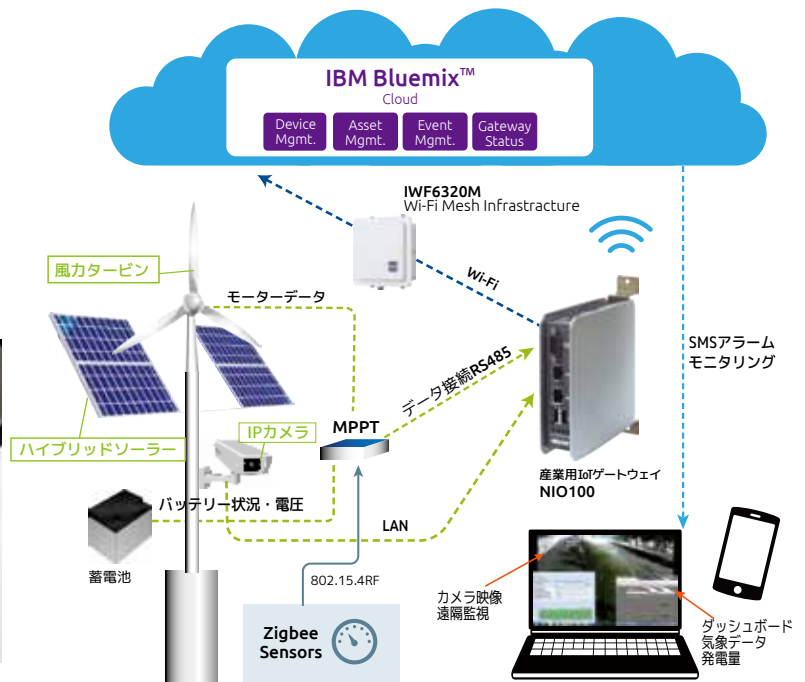 IBM Bluemix™
Cloud
Device
Mgmt.
Asset
Mgmt.
Event
Mgmt.
Gateway
Status
IWF6320M
Wi-Fi Mesh Infrastracture
Wi-Fi
風力タービン
モーターデータ
SMSアラーム
モニタリング
データ接続RS485
MPPT
IPカメラ
ハイブリッドソーラー
産業用IoTゲートウェイ
NIO100
バッテリー状況・電圧
LAN
蓄電池
802.15.4RF
カメラ映像
遠隔監視
Zigbee
Sensors
ダッシュボード
気象データ
発電量